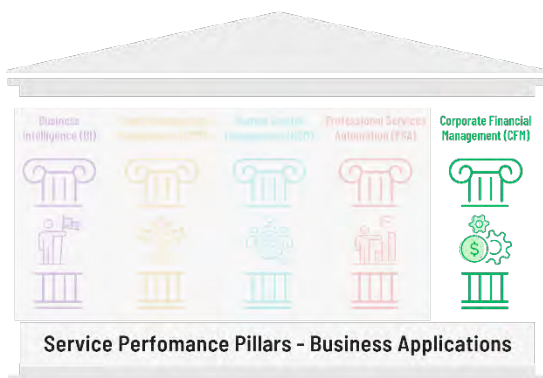 Business
Intelligence (BI)
Professional Services
Automation (PSA)
Corporate Financial
Management (CFM)
$
Service Perfomance Pillars - Business Applications